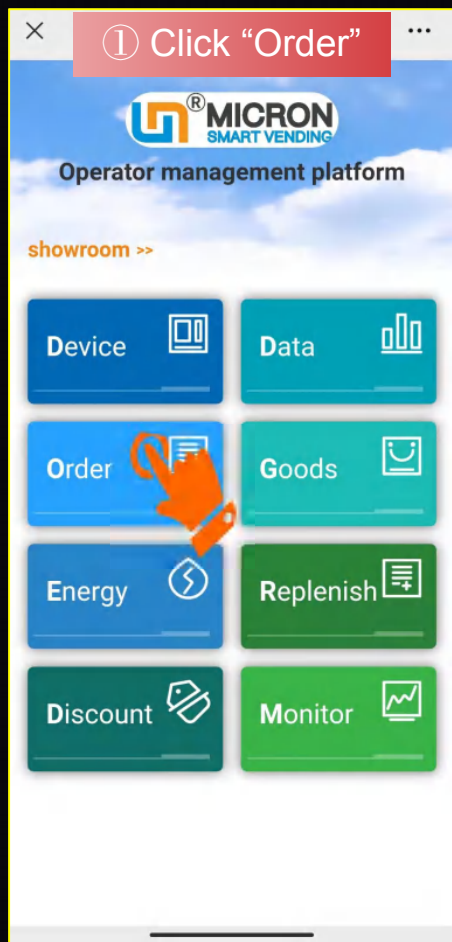 ① Click “Order”
®MICRON
SMART VENDING
Operator management platform
showroom >>
Device
Data
Order
Goods
Energy
Replenish
Discount
Monitor